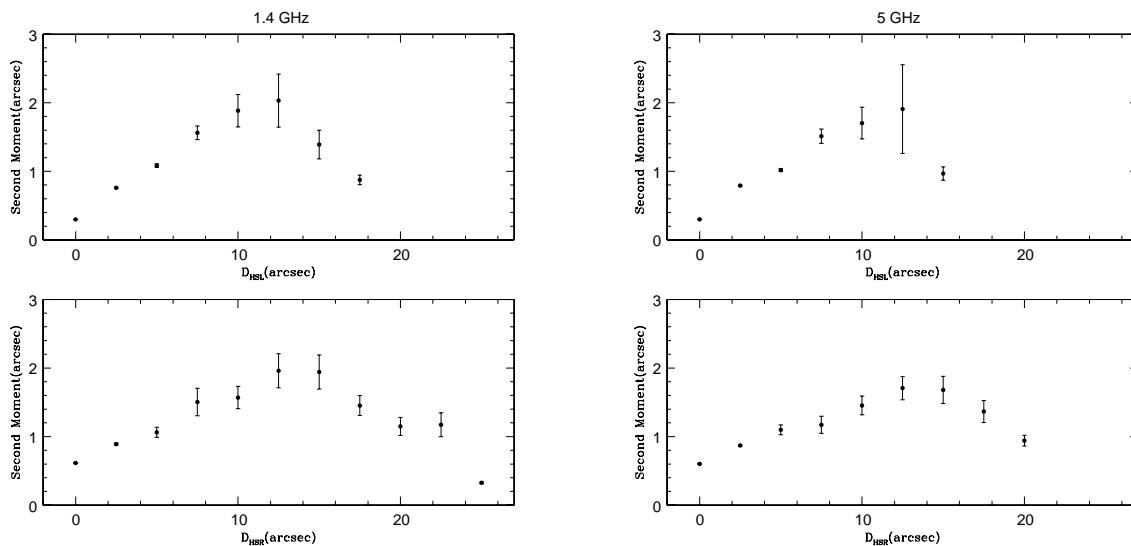 1.4 GHz
Second Moment(arcsec)
3
2
1
0
0
10
20
D_HSL(arcsec)
5 GHz
Second Moment(arcsec)
3
2
1
0
0
10
20
D_HSL(arcsec)
Second Moment(arcsec)
3
2
1
0
0
10
20
D_HSR(arcsec)
Second Moment(arcsec)
3
2
1
0
0
10
20
D_HSR(arcsec)